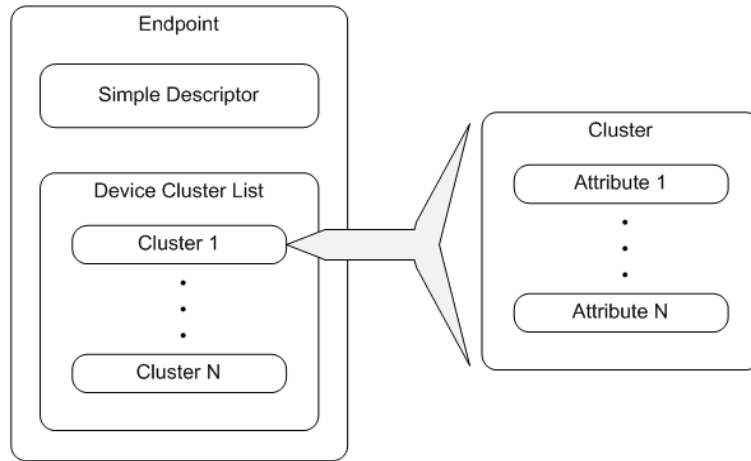 Endpoint
Simple Descriptor
Device Cluster List
Cluster 1
Cluster N
Cluster
Attribute 1
Attribute N